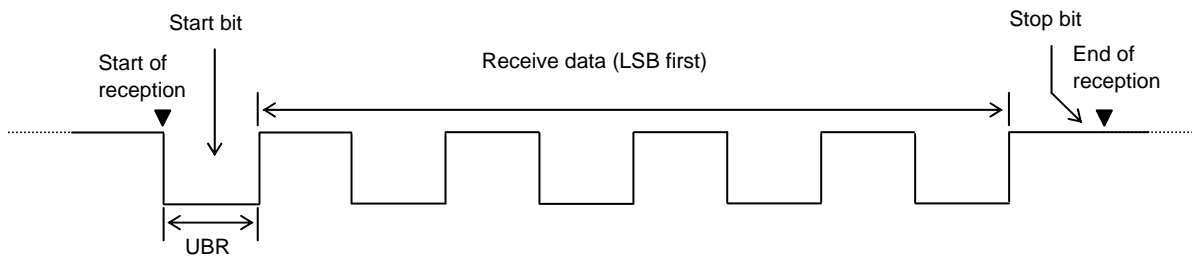 Start bit
Stop bit
Start of
reception
Receive data (LSB first)
End of
reception
UBR